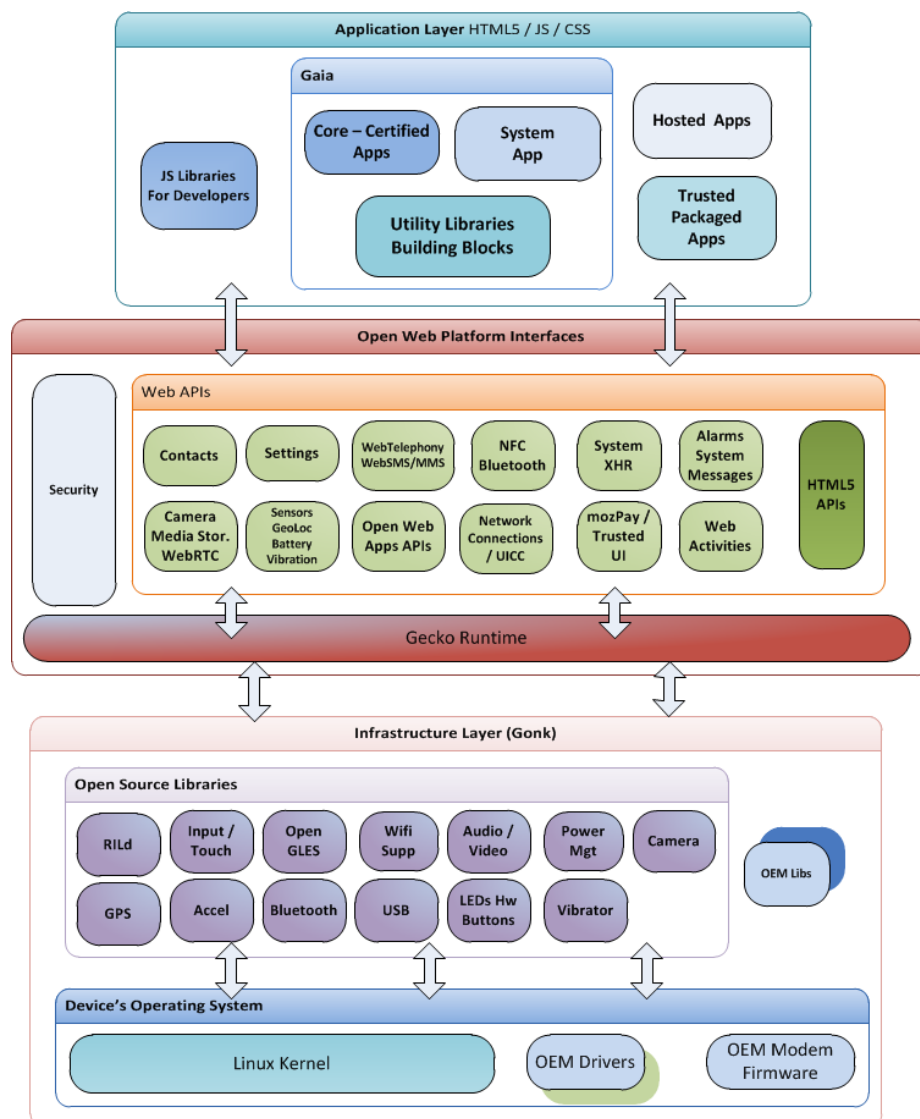 Application Layer HTML5 / JS / CSS
Gaia
Core – Certified
Apps
System
App
Hosted Apps
JS Libraries
For Developers
Utility Libraries
Building Blocks
Trusted
Packaged
Apps
Open Web Platform Interfaces
Security
Web APIs
Contacts
Settings
WebTelephony
WebSMS/MMS
NFC
Bluetooth
System
XHR
Alarms
System
Messages
HTML5
APIs
Camera
Media Stor.
WebRTC
Sensors
GeoLoc
Battery
Vibration
Open Web
Apps APIs
Network
Connections
/ UICC
mozPay /
Trusted
UI
Web
Activities
Gecko Runtime
Infrastructure Layer (Gonk)
Open Source Libraries
RILd
Input /
Touch
Open
GLES
Wifi
Supp
Audio /
Video
Power
Mgt
Camera
OEM Libs
GPS
Accel
Bluetooth
USB
LEDs Hw
Buttons
Vibrator
Device's Operating System
Linux Kernel
OEM Drivers
OEM Modem
Firmware